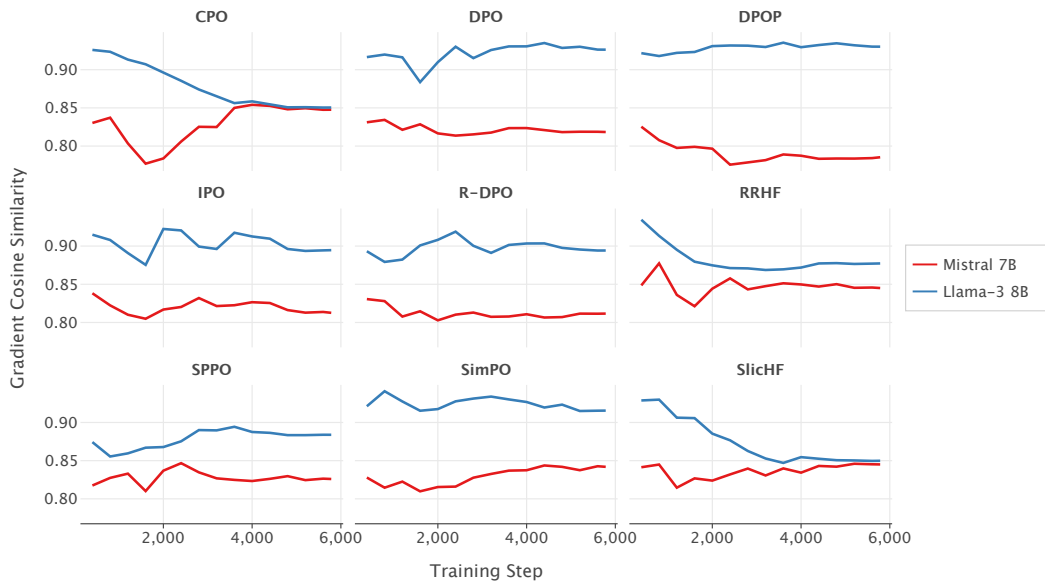 CPO
DPO
DPOP
0.90
0.85
0.80
IPO
R-DPO
RRHF
0.90
0.85
0.80
SPPO
SimPO
SlicHF
0.90
0.85
0.80
2,000
4,000
6,000
2,000
4,000
6,000
2,000
4,000
6,000
Training Step
Gradient Cosine Similarity
Mistral 7B
Llama-3 8B